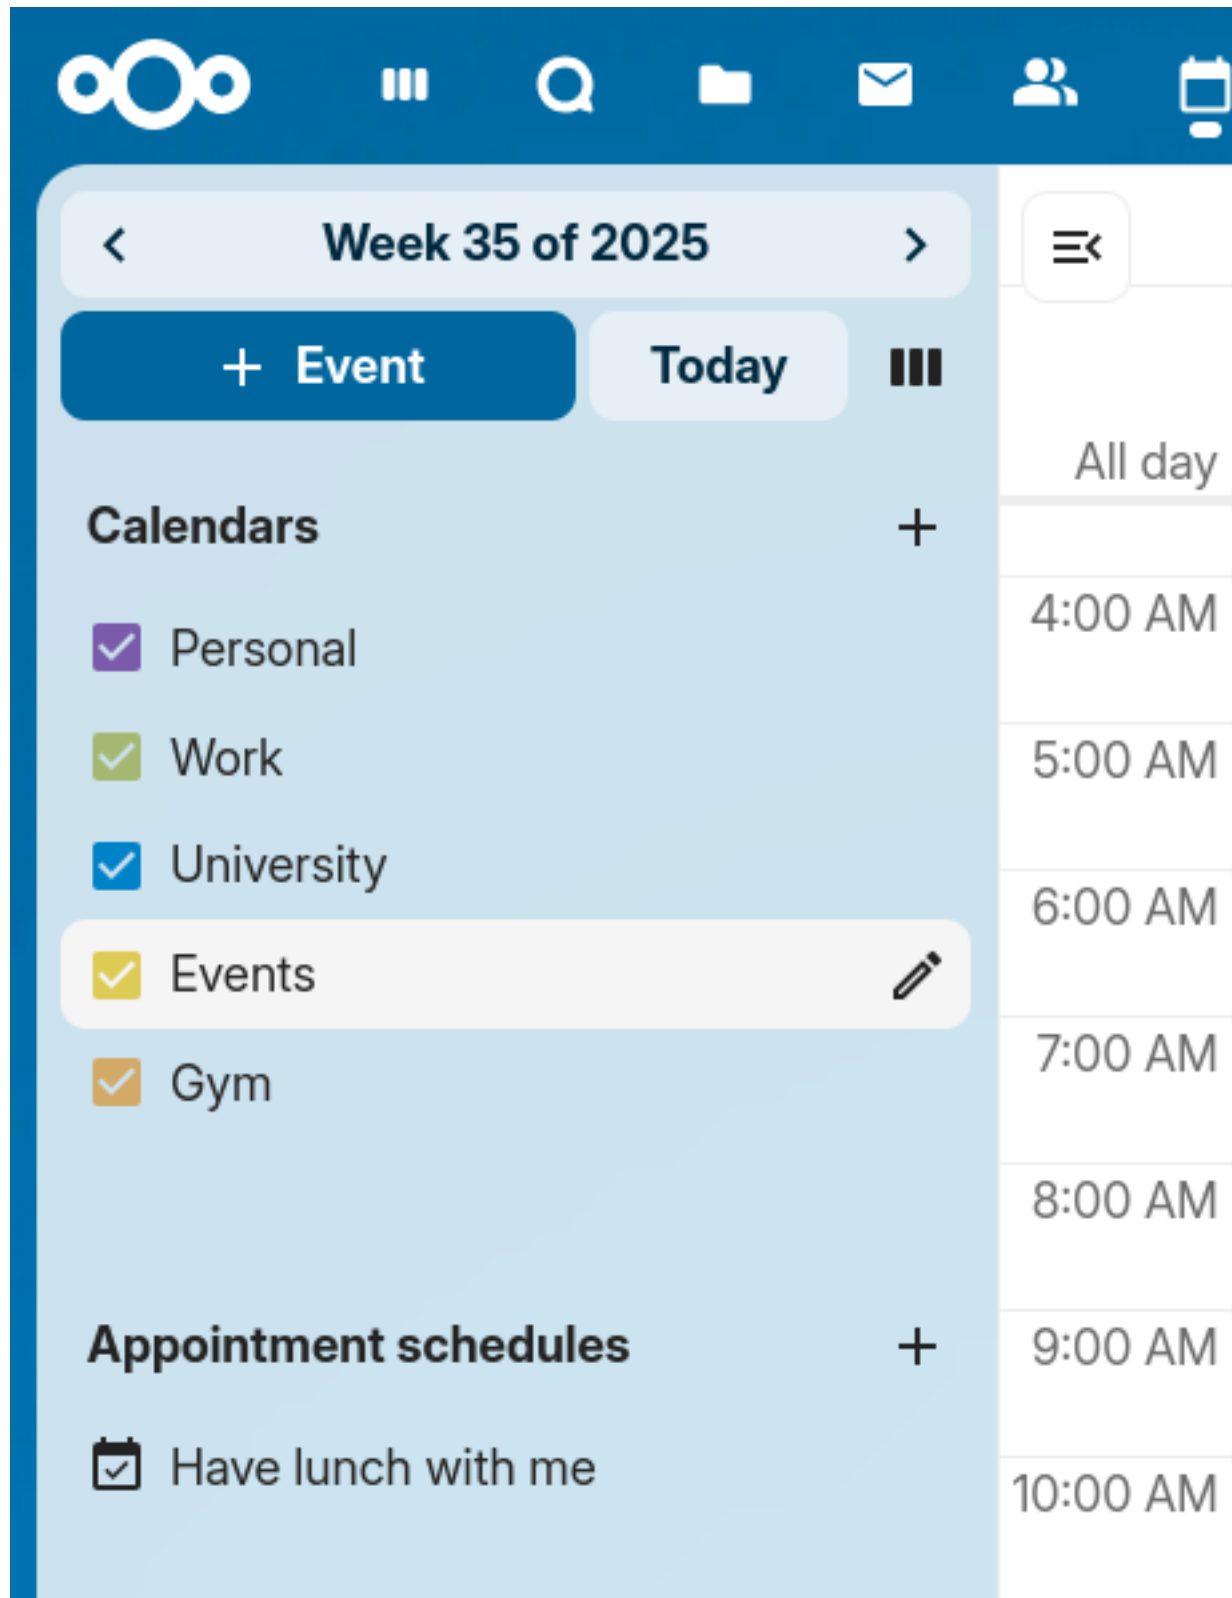 Week 35 of 2025
+ Event Today
All day
Calendars
Personal
Work
University
Events
Gym
Appointment schedules
Have lunch with me
4:00 AM
5:00 AM
6:00 AM
7:00 AM
8:00 AM
9:00 AM
10:00 AM